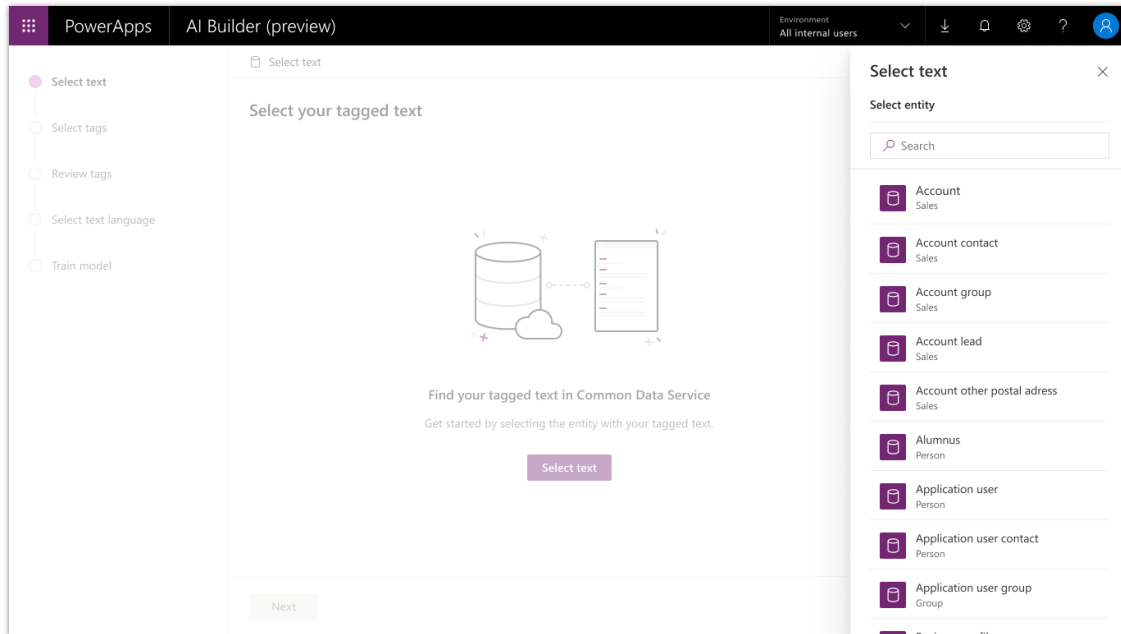 PowerApps
AI Builder (preview)
Environment
All internal users
?
Select text
Select tags
Review tags
Select text language
Train model
Select text
Select your tagged text
Find your tagged text in Common Data Service
Get started by selecting the entity with your tagged text.
Select text
Next
Select text
Select entity
Search
Account
Sales
Account contact
Sales
Account group
Sales
Account lead
Sales
Account other postal adress
Sales
Alumnus
Person
Application user
Person
Application user contact
Person
Application user group
Group